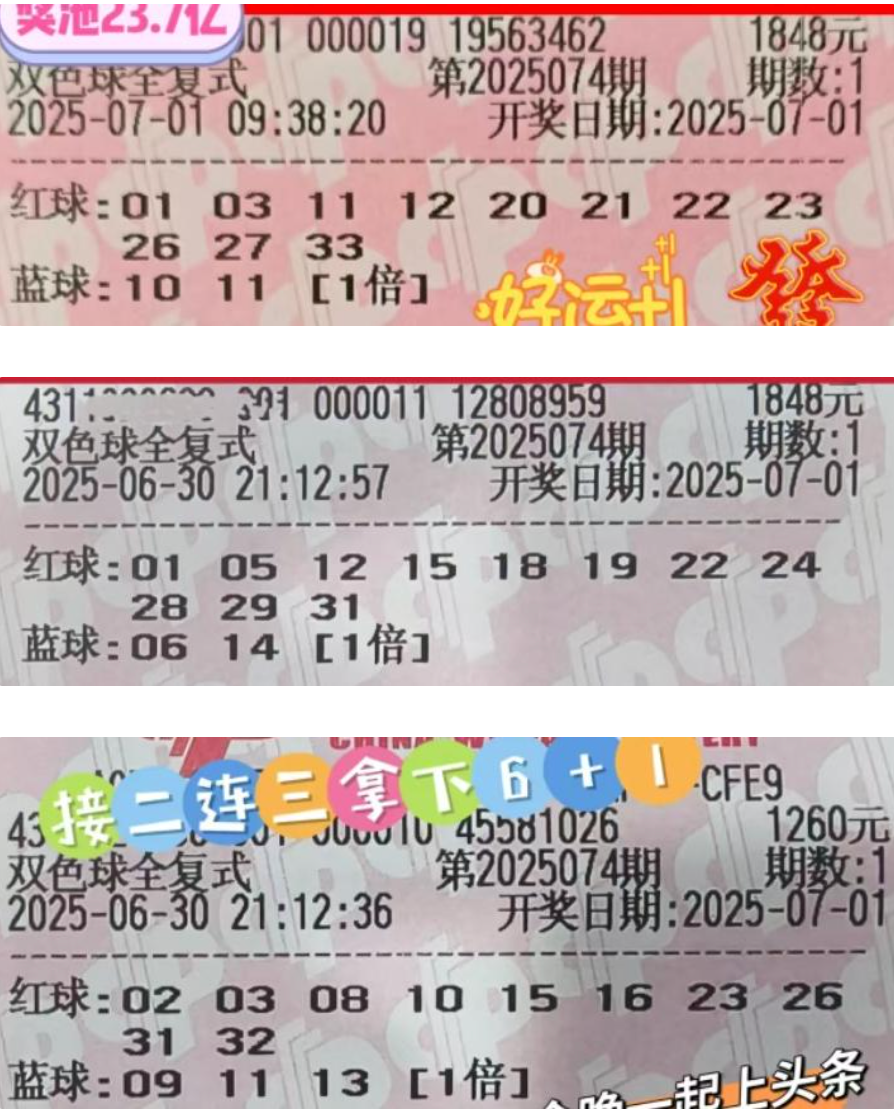 奖池23.7亿
001 000019 19563462 1848元
双色球全复式 第2025074期 期数:1
2025-07-01 09:38:20 开奖日期:2025-07-01
红球:01 03 11 12 20 21 22 23
26 27 33
蓝球:10 11 [1倍]
好运+1 +1 +1 發
4311 001 000011 12808959 1848元
双色球全复式 第2025074期 期数:1
2025-06-30 21:12:57 开奖日期:2025-07-01
红球:01 05 12 15 18 19 22 24
28 29 31
蓝球:06 14 [1倍]
接二连三拿下6+1
-CFE9
43 000010 45581026 1260元
双色球全复式 第2025074期 期数:1
2025-06-30 21:12:36 开奖日期:2025-07-01
红球:02 03 08 10 15 16 23 26
31 32
蓝球:09 11 13 [1倍]
今晚一起上头条